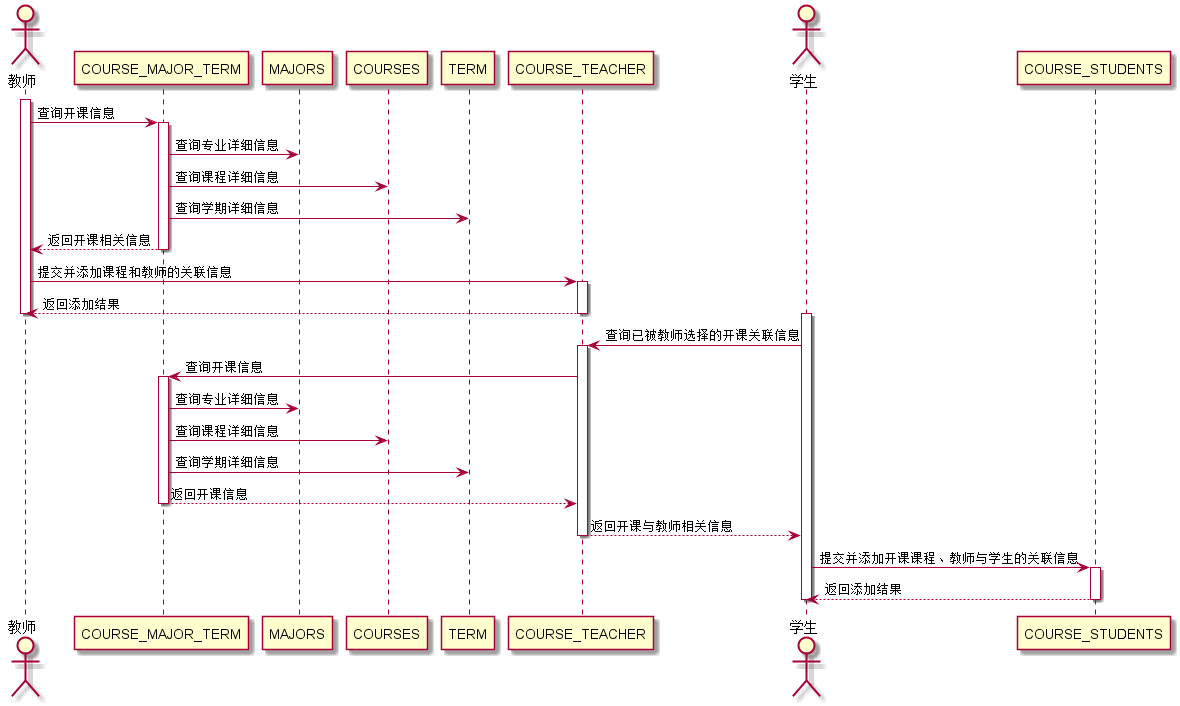 教师
COURSE_MAJOR_TERM
MAJORS
COURSES
TERM
COURSE_TEACHER
学生
COURSE_STUDENTS
查询开课信息
查询专业详细信息
查询课程详细信息
查询学期详细信息
返回开课相关信息
提交并添加课程和教师的关联信息
返回添加结果
查询已被教师选择的开课关联信息
查询开课信息
查询专业详细信息
查询课程详细信息
查询学期详细信息
返回开课信息
返回开课与教师相关信息
提交并添加开课课程、教师与学生的关联信息
返回添加结果
教师
COURSE_MAJOR_TERM
MAJORS
COURSES
TERM
COURSE_TEACHER
学生
COURSE_STUDENTS